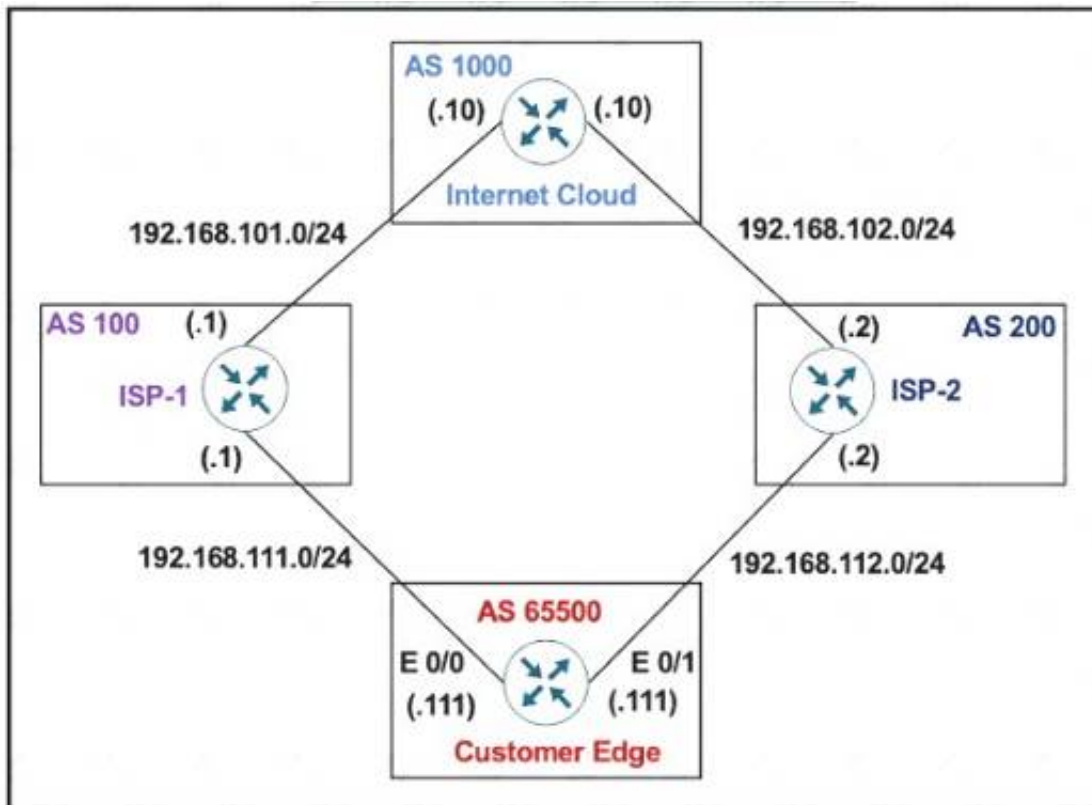 AS 1000
(.10)
(.10)
Internet Cloud
192.168.101.0/24
192.168.102.0/24
AS 100
(.1)
(.2)
AS 200
ISP-1
ISP-2
(.1)
(.2)
192.168.111.0/24
192.168.112.0/24
AS 65500
E 0/0
E 0/1
(.111)
(.111)
Customer Edge